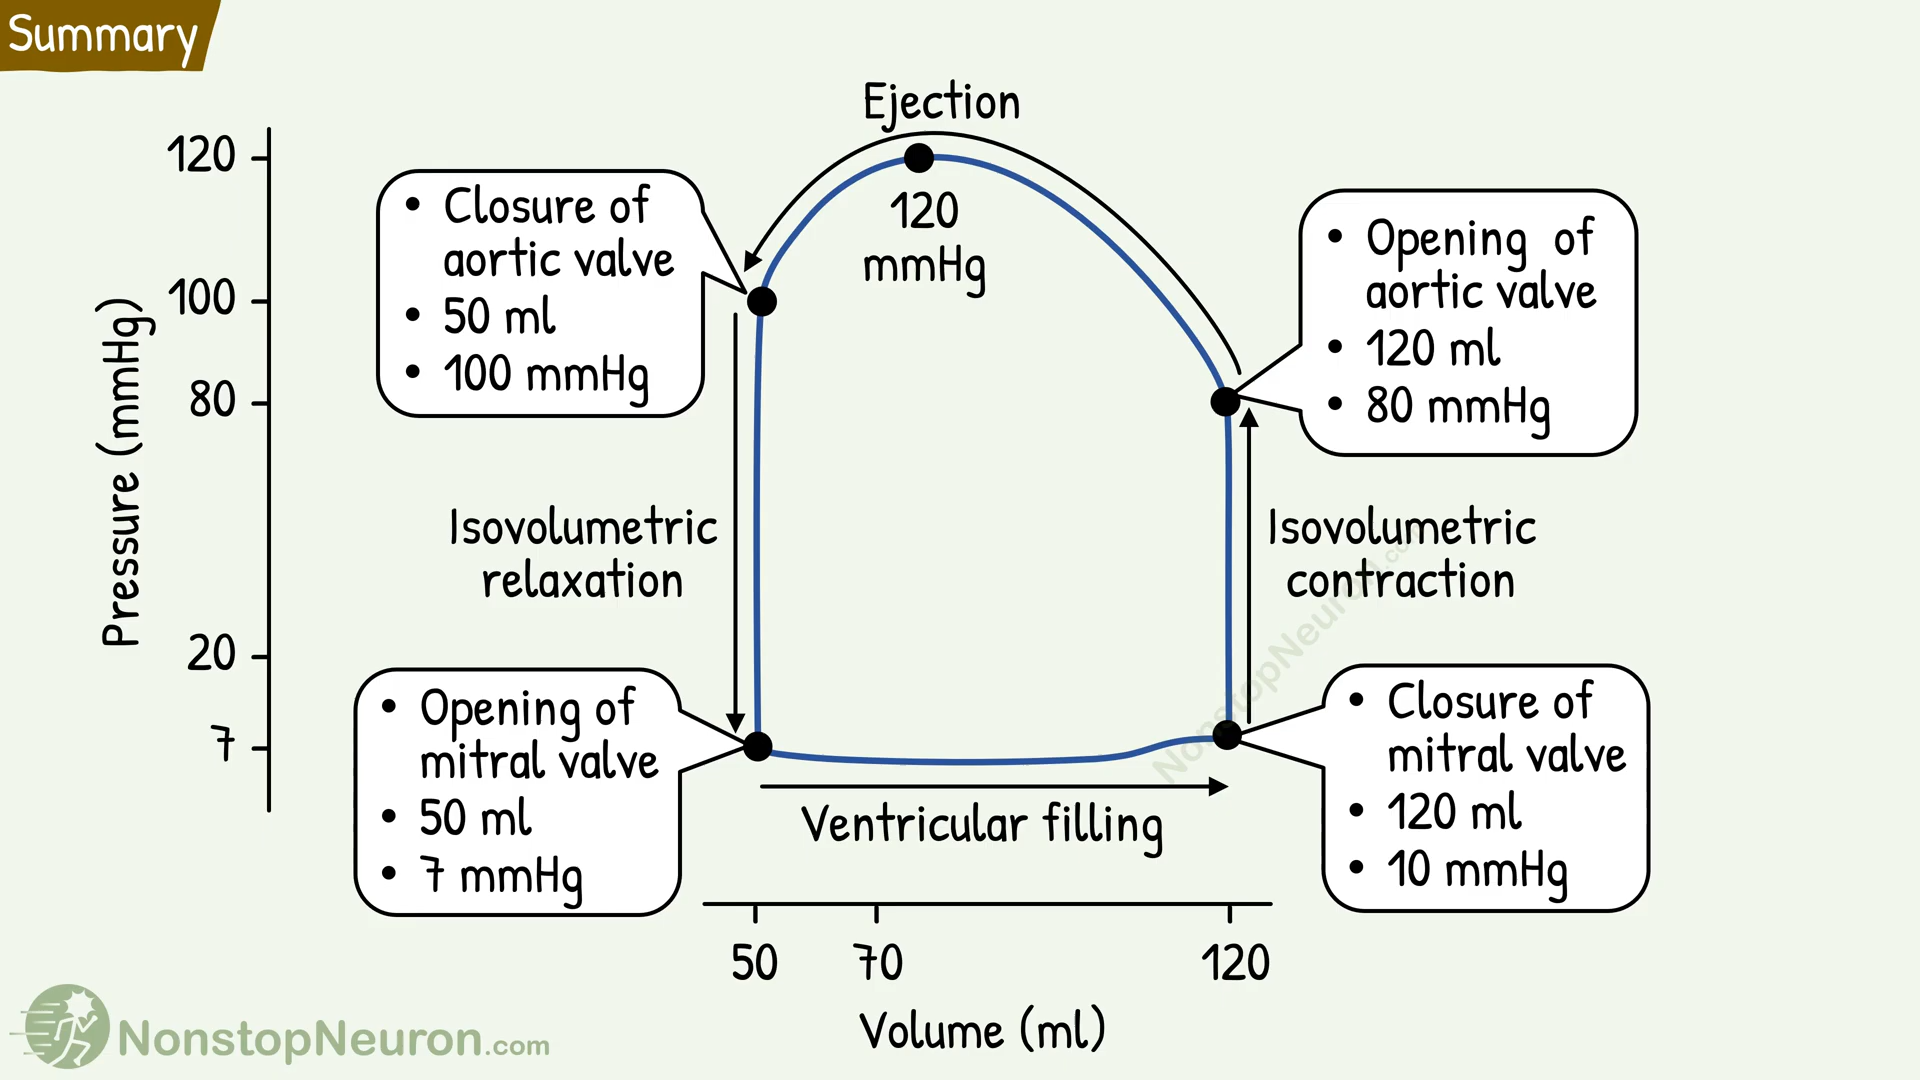 Summary
Ejection
120
100
80
20
7
Pressure (mmHg)
• Closure of
aortic valve
• 50 ml
• 100 mmHg
120
mmHg
• Opening of
aortic valve
• 120 ml
• 80 mmHg
Isovolumetric
relaxation
Isovolumetric
contraction
• Opening of
mitral valve
• 50 ml
• 7 mmHg
• Closure of
mitral valve
• 120 ml
• 10 mmHg
Ventricular filling
50 70 120
Volume (ml)
NonstopNeuron.com
NonstopNeuron.com